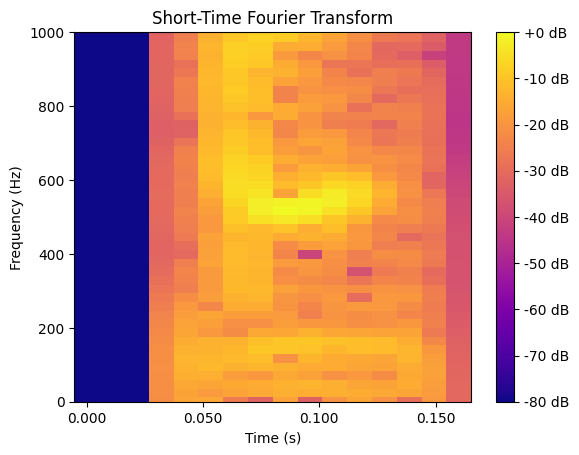 Short-Time Fourier Transform
Frequency (Hz)
1000
800
600
400
200
0
0.000
0.050
0.100
0.150
Time (s)
+0 dB
-10 dB
-20 dB
-30 dB
-40 dB
-50 dB
-60 dB
-70 dB
-80 dB